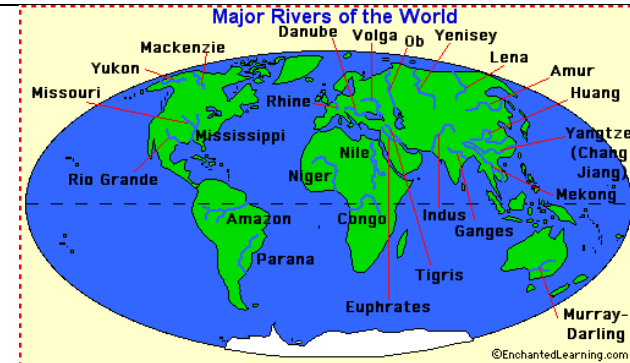 Major Rivers of the World
Danube
Volga
Ob
Yenisey
Mackenzie
Lena
Yukon
Amur
Missouri
Rhine
Huang
Mississippi
Yangtze
(Chang
Jiang)
Nile
Rio Grande
Niger
Mekong
Amazon
Congo
Indus
Ganges
Parana
Tigris
Euphrates
Murray-
Darling
©EnchantedLearning.com